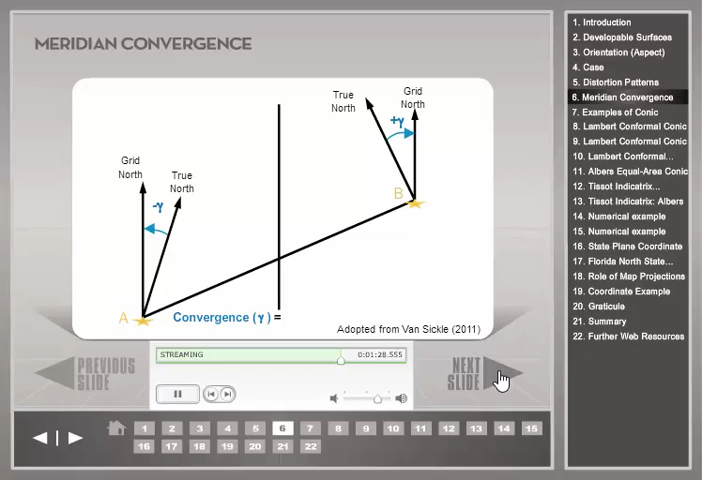 MERIDIAN CONVERGENCE
True
North
Grid
North
+γ
B
Grid
North
True
North
-γ
A
Convergence (γ) =
Adopted from Van Sickle (2011)
PREVIOUS
SLIDE
STREAMING
0:01:28.555
NEXT
SLIDE
1 2 3 4 5 6 7 8 9 10 11 12 13 14 15
16 17 18 19 20 21 22
1. Introduction
2. Developable Surfaces
3. Orientation (Aspect)
4. Case
5. Distortion Patterns
6. Meridian Convergence
7. Examples of Conic
8. Lambert Conformal Conic
9. Lambert Conformal Conic
10. Lambert Conformal...
11. Albers Equal-Area Conic
12. Tissot Indicatrix...
13. Tissot Indicatrix: Albers
14. Numerical example
15. Numerical example
16. State Plane Coordinate
17. Florida North State...
18. Role of Map Projections
19. Coordinate Example
20. Graticule
21. Summary
22. Further Web Resources